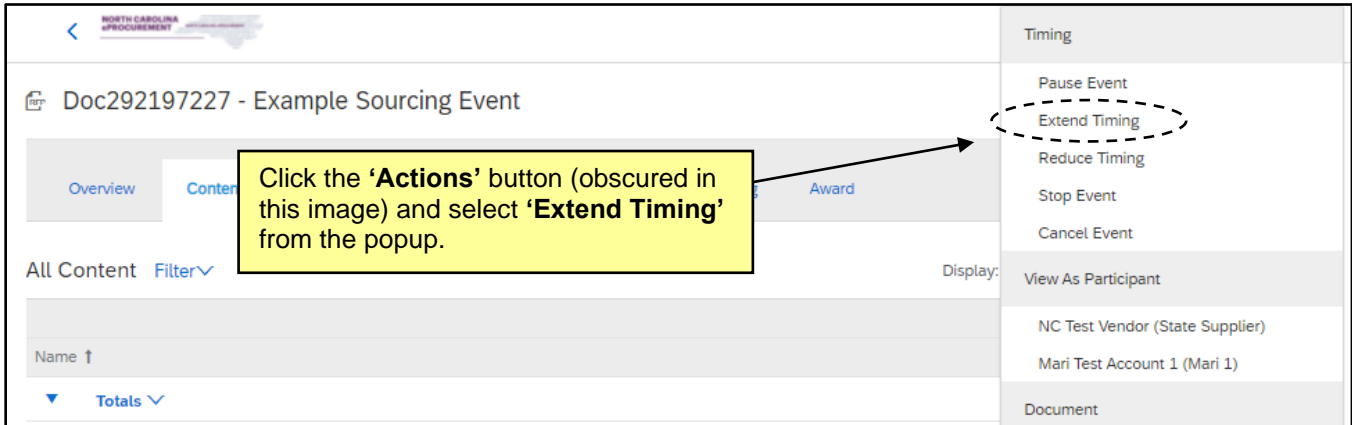 NORTH CAROLINA
ePROCUREMENT
Timing
Pause Event
Doc292197227 - Example Sourcing Event
Extend Timing
Reduce Timing
Overview
Conten
Click the ‘Actions’ button (obscured in
this image) and select ‘Extend Timing’
from the popup.
Award
Stop Event
Cancel Event
All Content Filter
Display:
View As Participant
NC Test Vendor (State Supplier)
Name ↑
Mari Test Account 1 (Mari 1)
Totals
Document